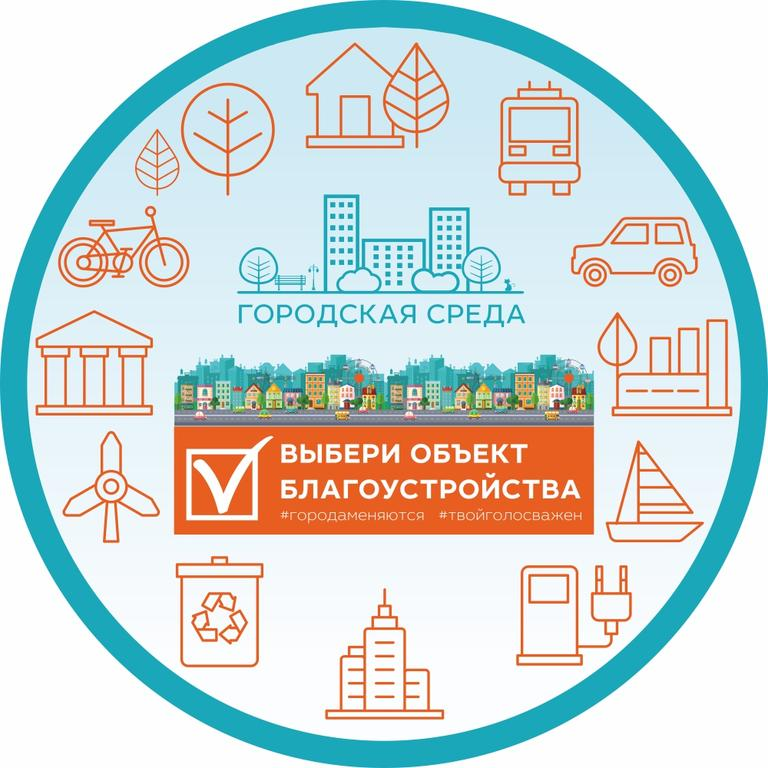 ГОРОДСКАЯ СРЕДА
ВЫБЕРИ ОБЪЕКТ
БЛАГОУСТРОЙСТВА
#городаменяются #твойголосважен